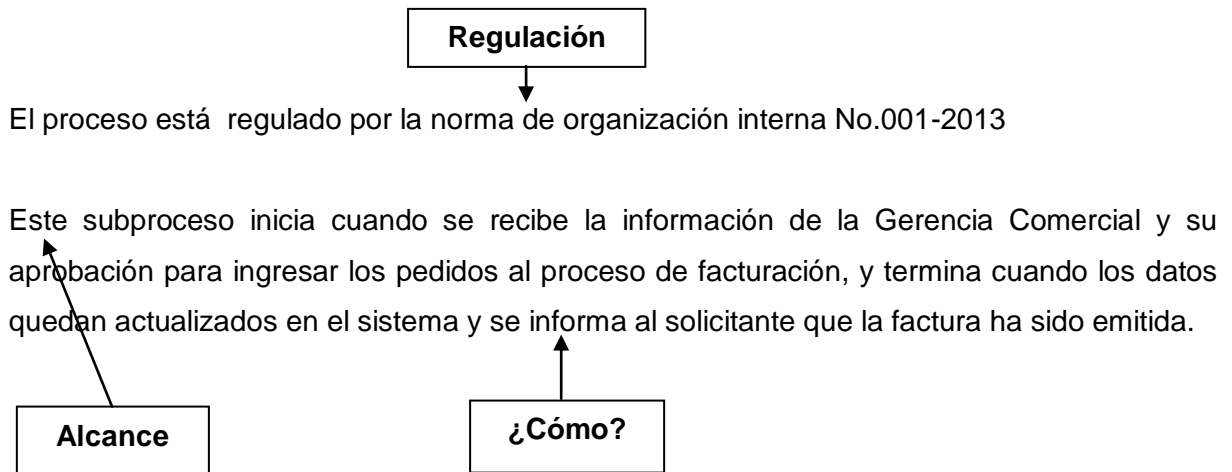 Regulación
El proceso está  regulado por la norma de organización interna No.001-2013
Este subproceso inicia cuando se recibe la información de la Gerencia Comercial y su
aprobación para ingresar los pedidos al proceso de facturación, y termina cuando los datos
quedan actualizados en el sistema y se informa al solicitante que la factura ha sido emitida.
Alcance
¿Cómo?